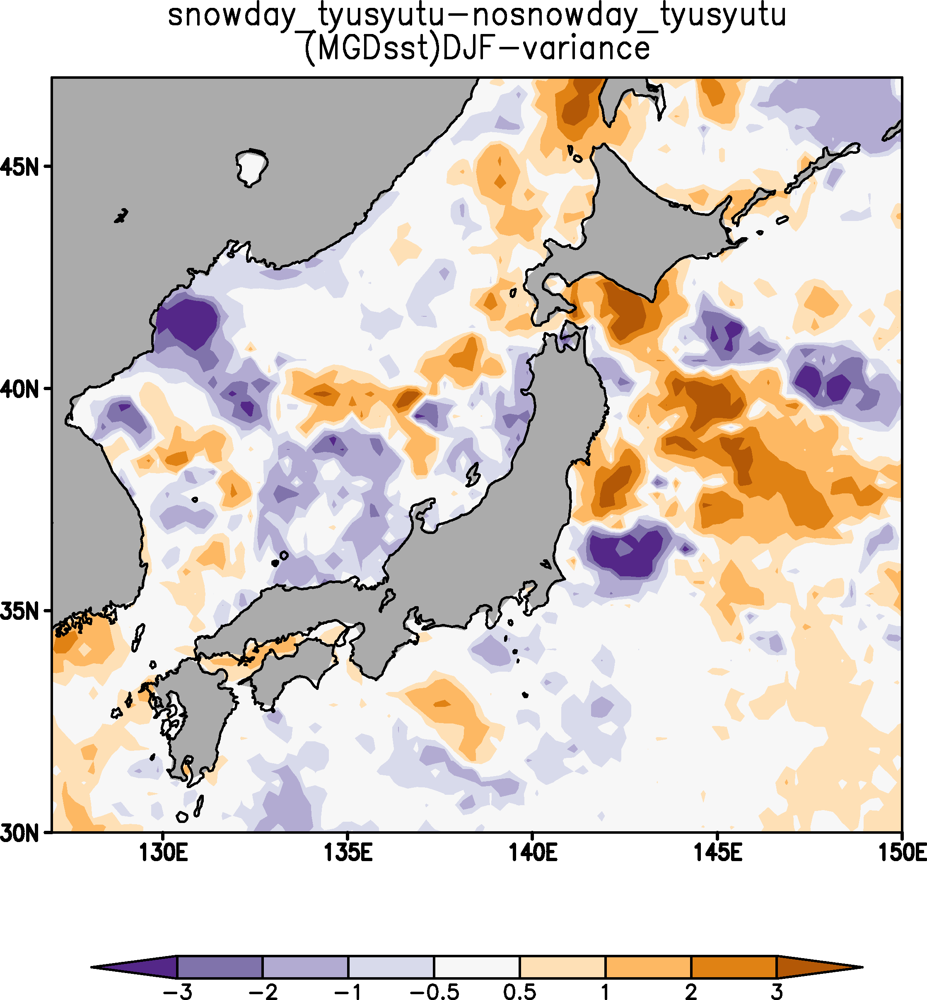 snowday_tyusyutu-nosnowday_tyusyutu
(MGDsst)DJF-variance
45N
40N
35N
30N
130E 135E 140E 145E 150E
-3 -2 -1 -0.5 0.5 1 2 3